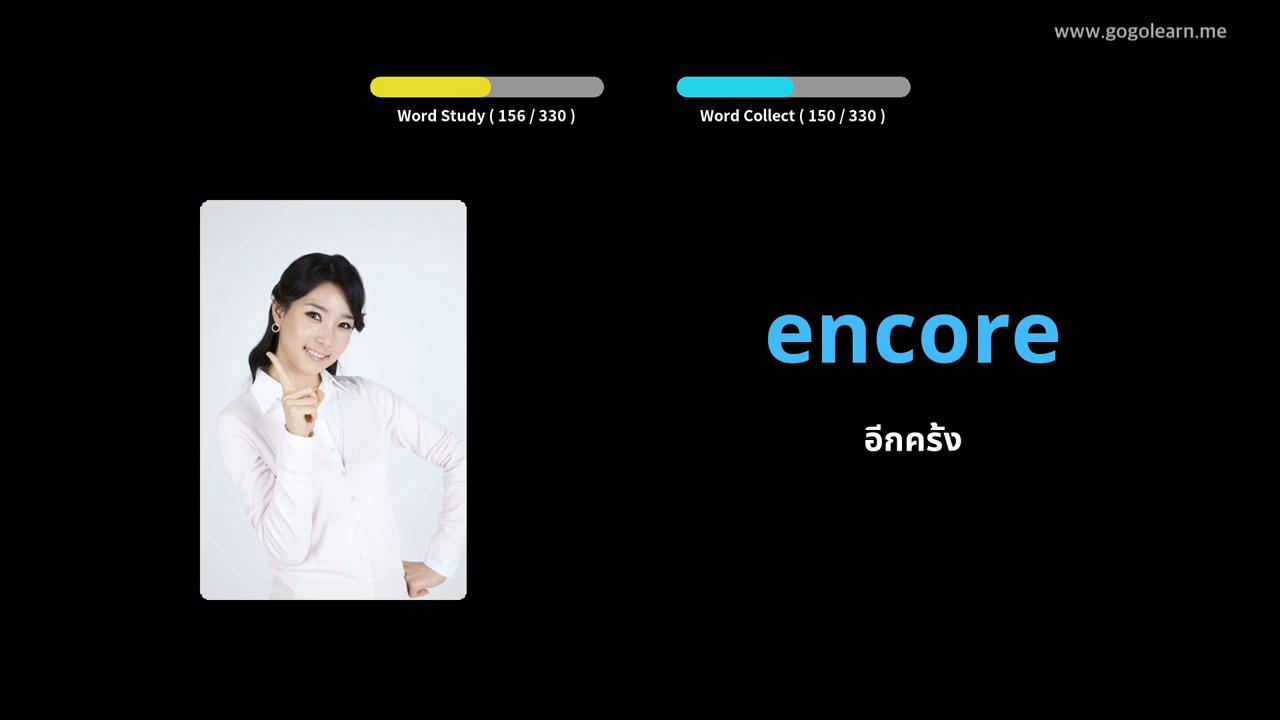 www.gogolearn.me
Word Study ( 156 / 330 )
Word Collect ( 150 / 330 )
encore
อีกครั้ง